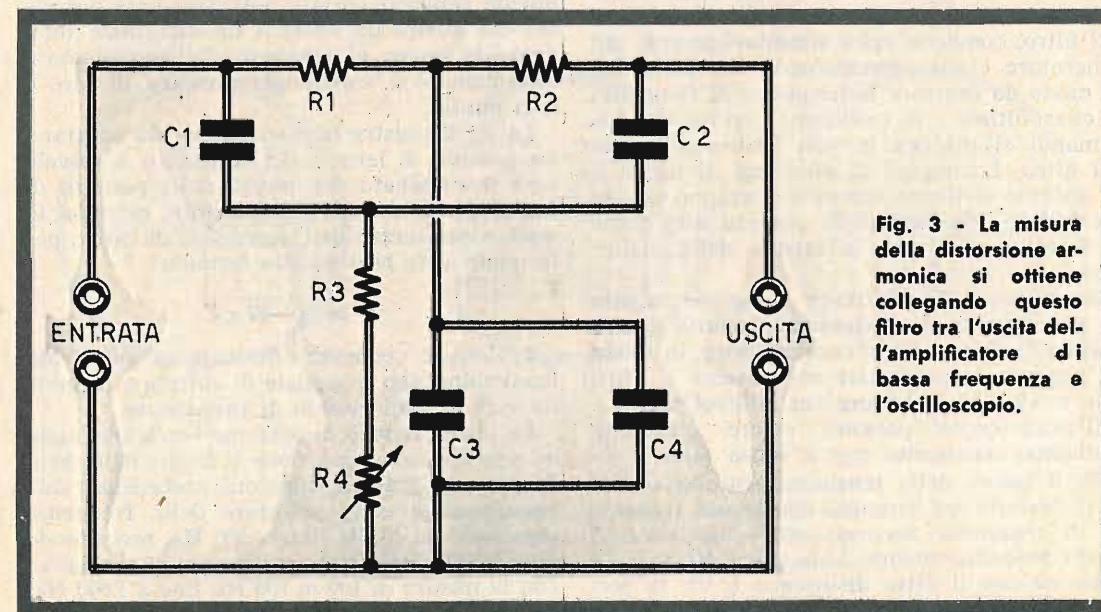 R1
R2
C1
C2
R3
ENTRATA
USCITA
C3
C4
R4
Fig. 3 - La misura
della distorsione ar-
monica si ottiene
collegando questo
filtro tra l'uscita del-
l'amplificatore di
bassa frequenza e
l'oscilloscopio.